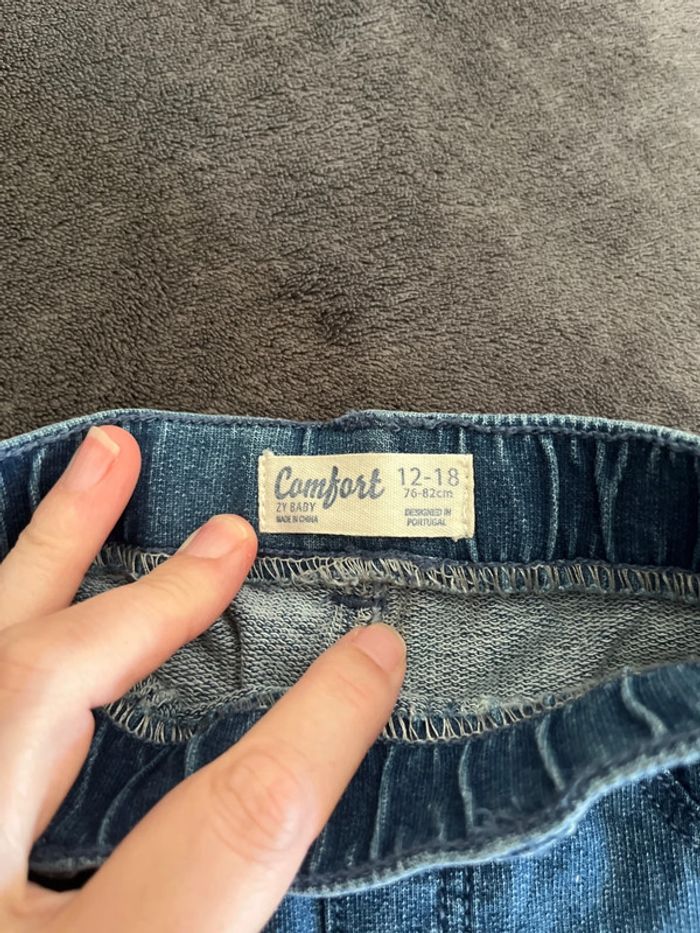 Comfort 12-18
76-82cm
ZY BABY
MADE IN CHINA
DESIGNED IN
PORTUGAL